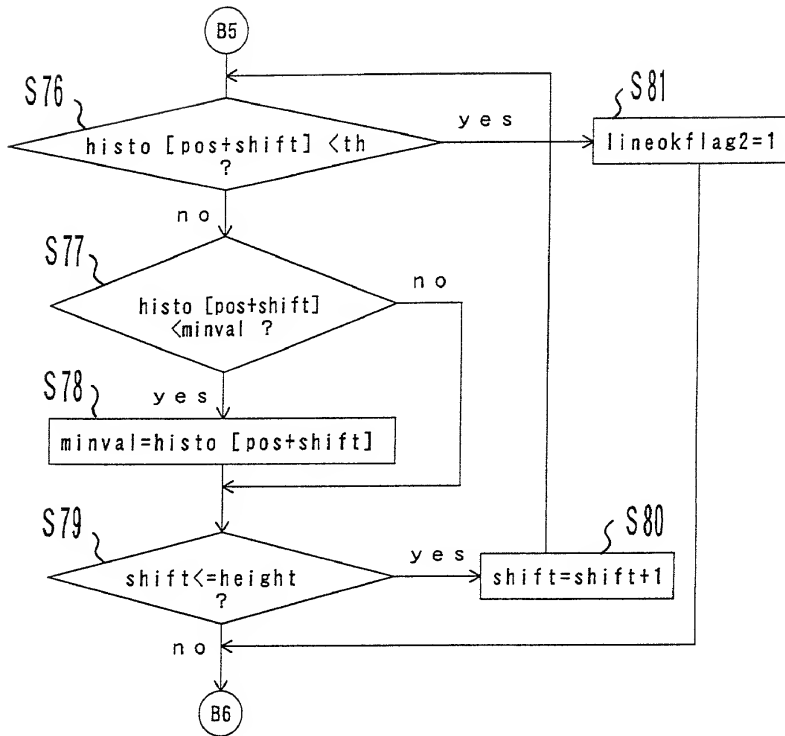 B5
S76
histo [pos+shift] <th
?
yes
S81
lineokflag2=1
no
S77
histo [pos+shift]
<minval ?
no
yes
S78
minval=histo [pos+shift]
S79
shift<=height
?
yes
S80
shift=shift+1
no
B6